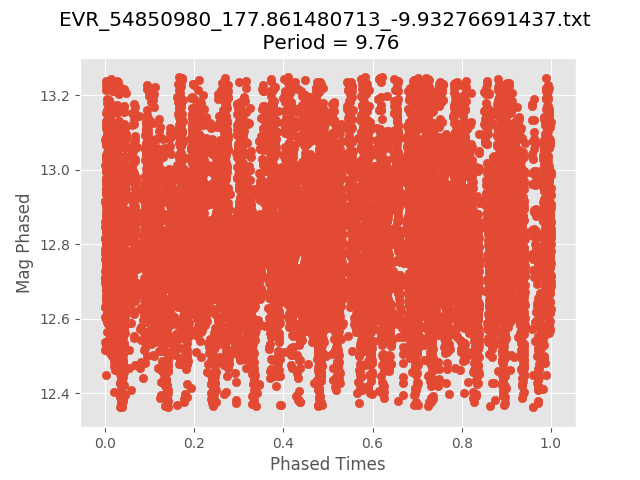 EVR_54850980_177.861480713_-9.93276691437.txt
Period = 9.76
13.2
13.0
12.8
12.6
12.4
Mag Phased
0.0 0.2 0.4 0.6 0.8 1.0
Phased Times